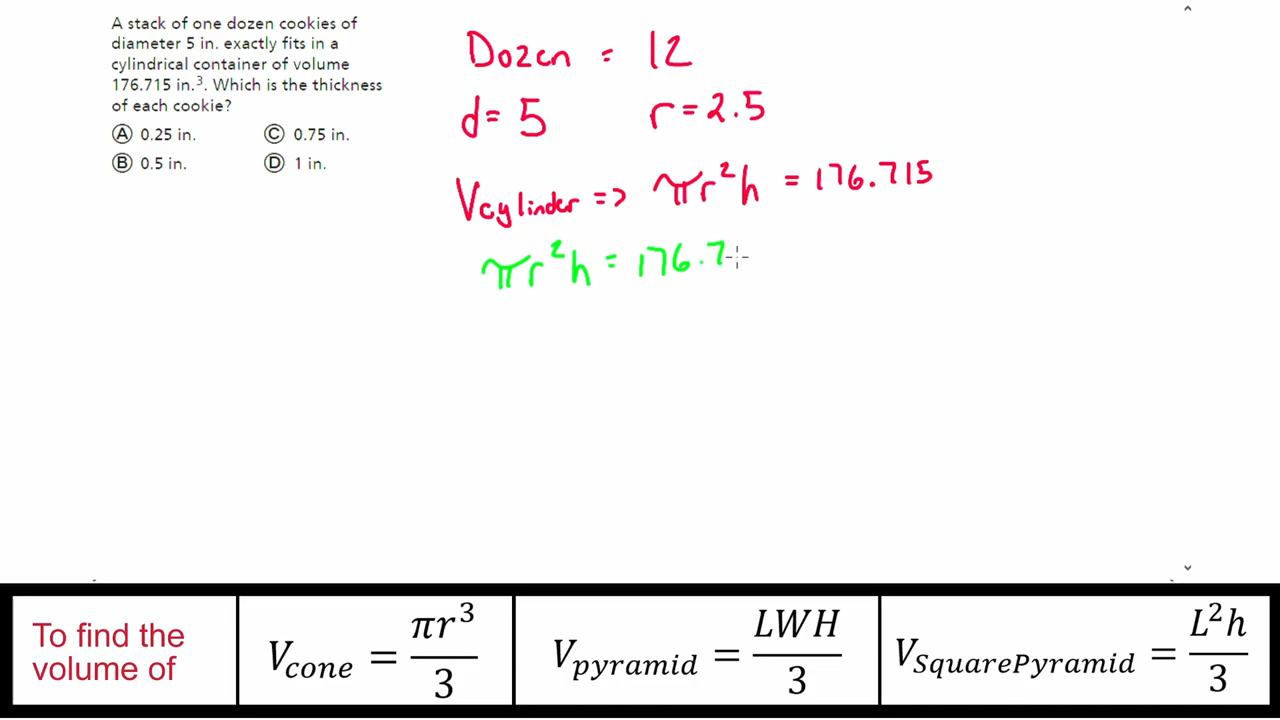 A stack of one dozen cookies of
diameter 5 in. exactly fits in a
cylindrical container of volume
176.715 in.³. Which is the thickness
of each cookie?
Ⓐ 0.25 in. Ⓒ 0.75 in.
Ⓑ 0.5 in. Ⓓ 1 in.
Dozen = 12
d = 5 r = 2.5
Vcylinder => πr²h = 176.715
πr²h = 176.7
To find the
volume of
V_cone = πr³/3
V_pyramid = LWH/3
V_SquarePyramid = L²h/3